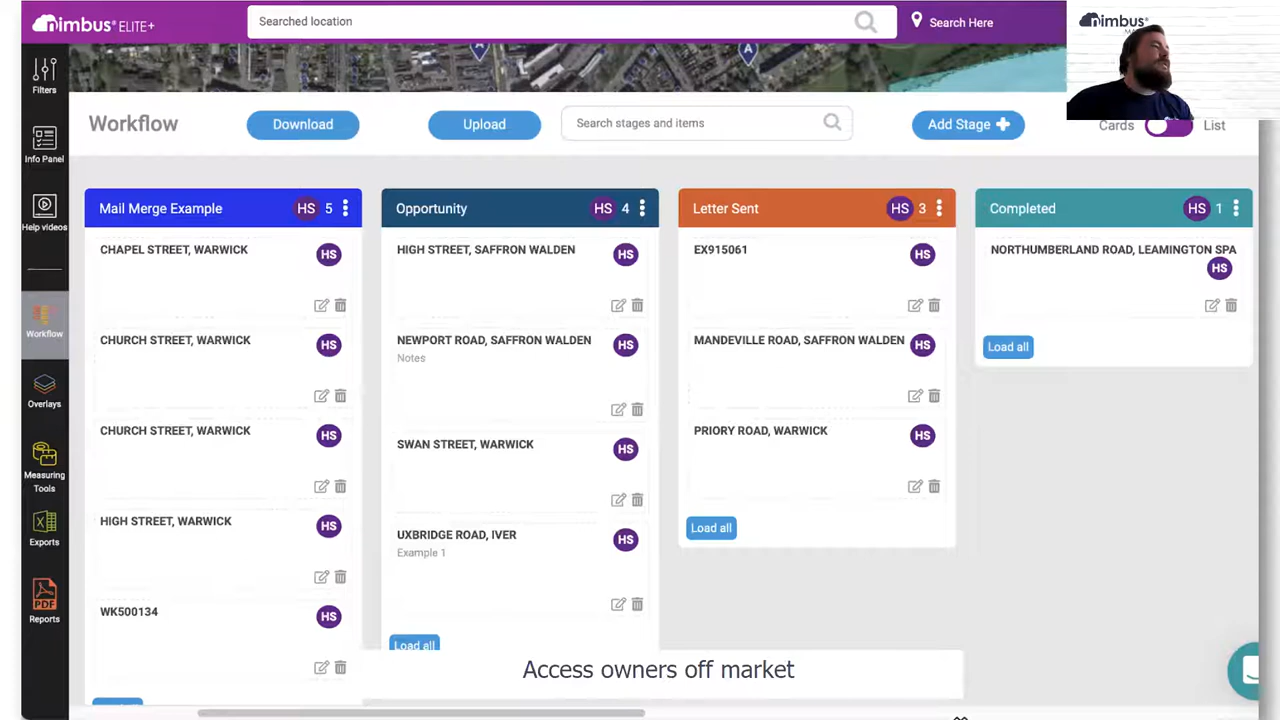 nimbus® ELITE+
Searched location
Search Here
nimbus®
Filters
Info Panel
Help videos
Workflow
Overlays
Measuring
Tools
Exports
PDF
Reports
A
A
Workflow
Download
Upload
Search stages and items
Add Stage
Cards
List
Mail Merge Example
HS
5
CHAPEL STREET, WARWICK
HS
CHURCH STREET, WARWICK
HS
CHURCH STREET, WARWICK
HS
HIGH STREET, WARWICK
HS
WK500134
HS
Opportunity
HS
4
HIGH STREET, SAFFRON WALDEN
HS
NEWPORT ROAD, SAFFRON WALDEN
HS
Notes
SWAN STREET, WARWICK
HS
UXBRIDGE ROAD, IVER
HS
Example 1
Load all
Letter Sent
HS
3
EX915061
HS
MANDEVILLE ROAD, SAFFRON WALDEN
HS
PRIORY ROAD, WARWICK
HS
Load all
Completed
HS
1
NORTHUMBERLAND ROAD, LEAMINGTON SPA
HS
Load all
Access owners off market